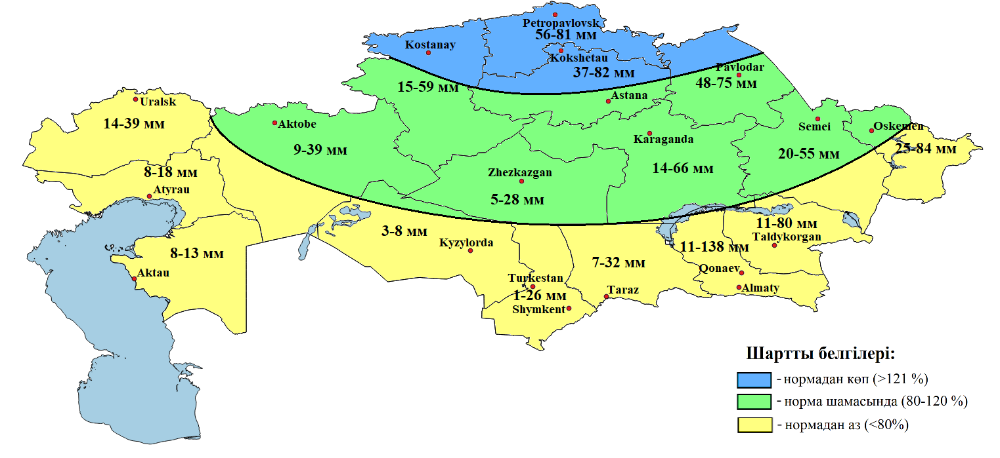 Petropavlovsk
56-81 мм
Kostanay
Kokshetau
37-82 мм
Pavlodar
48-75 мм
15-59 мм
Astana
Uralsk
14-39 мм
Aktobe
9-39 мм
Semei
Oskemen
Karaganda
20-55 мм
25-84 мм
8-18 мм
Zhezkazgan
14-66 мм
Atyrau
5-28 мм
3-8 мм
11-80 мм
Taldykorgan
Kyzylorda
11-138 мм
8-13 мм
7-32 мм
Aktau
Qonaev
Turkestan
1-26 мм
Taraz
Almaty
Shymkent
Шартты белгілері:
- нормадан көп (>121 %)
- норма шамасында (80-120 %)
- нормадан аз (<80%)